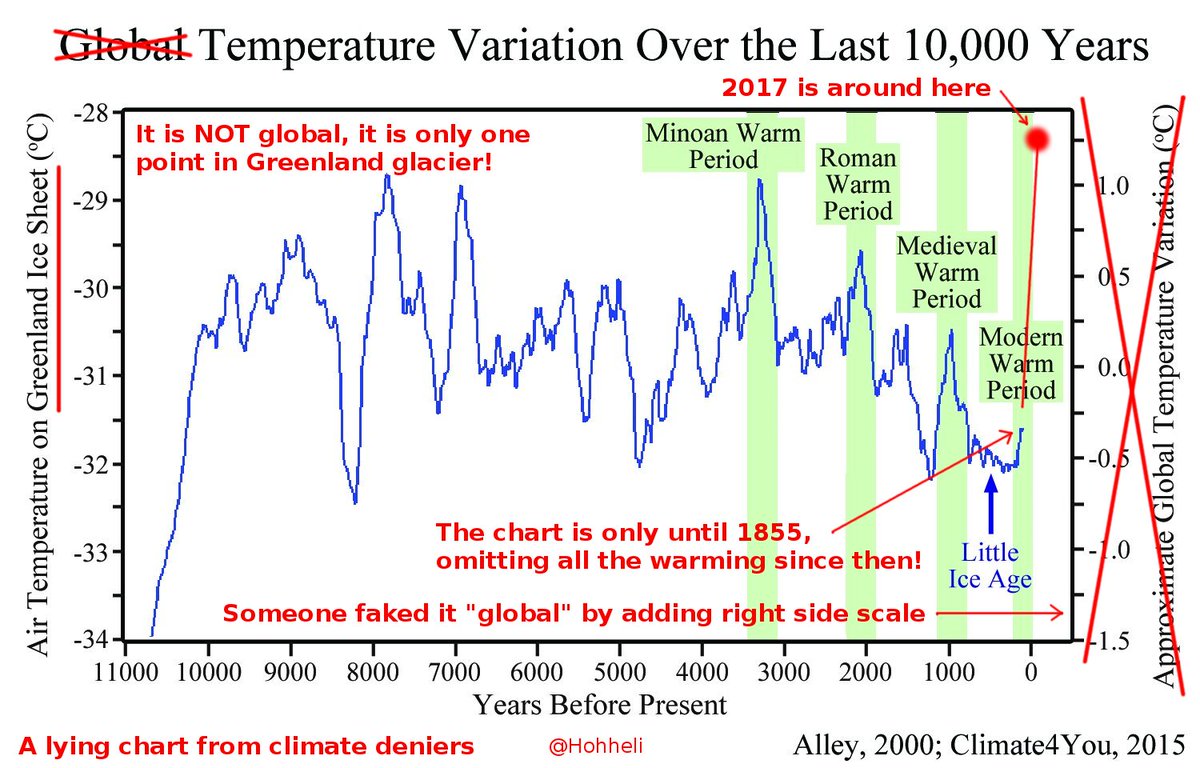 Global Temperature Variation Over the Last 10,000 Years
2017 is around here
It is NOT global, it is only one
point in Greenland glacier!
Minoan Warm
Period
Roman
Warm
Period
Medieval
Warm
Period
Modern
Warm
Period
Air Temperature on Greenland Ice Sheet (°C)
-28
-29
-30
-31
-32
-33
-34
1.0
0.5
0.0
-0.5
-1.0
-1.5
Approximate Global Temperature Variation (°C)
The chart is only until 1855,
omitting all the warming since then!
Little
Ice Age
Someone faked it "global" by adding right side scale
11000 10000 9000 8000 7000 6000 5000 4000 3000 2000 1000 0
Years Before Present
A lying chart from climate deniers
@Hohheli
Alley, 2000; Climate4You, 2015